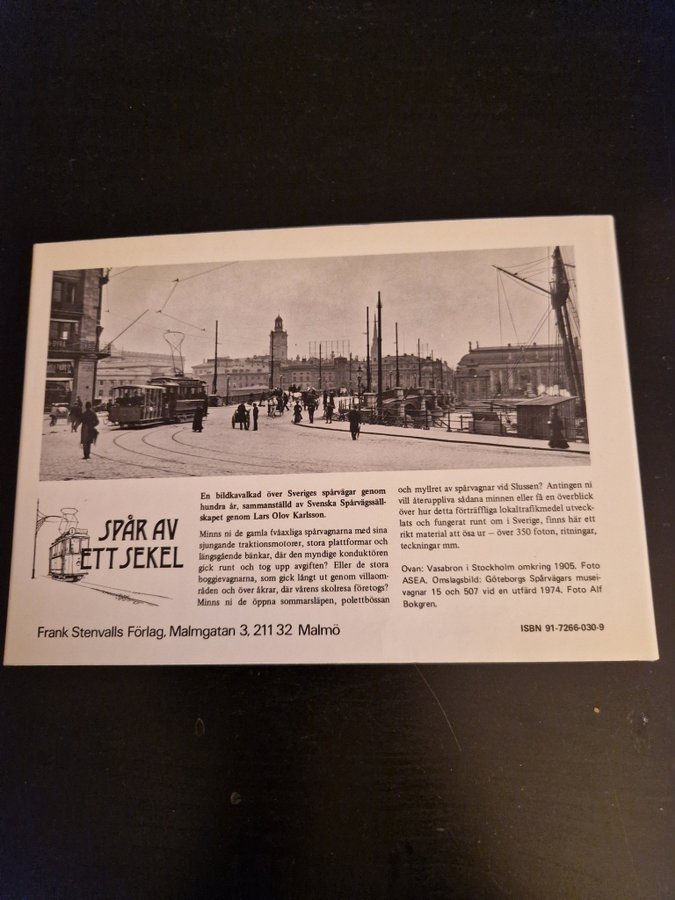 SPÅR AV
ETT SEKEL
En bildkavalkad över Sveriges spårvägar genom
hundra år, sammanställd av Svenska Spårvägssäll-
skapet genom Lars Olov Karlsson.
Minns ni de gamla tvåaxliga spårvagnarna med sina
sjungande traktionsmotorer, stora plattformar och
längsgående bänkar, där den myndige konduktören
gick runt och tog upp avgiften? Eller de stora
boggievagnarna, som gick långt ut genom villaom-
råden och över åkrar, där vårens skolresa företogs?
Minns ni de öppna sommarsläpen, polettbössan
och myllret av spårvagnar vid Slussen? Antingen ni
vill återuppliva sådana minnen eller få en överblick
över hur detta förträffliga lokaltrafikmedel utveck-
lats och fungerat runt om i Sverige, finns här ett
rikt material att ösa ur — över 350 foton, ritningar,
teckningar mm.
Ovan: Vasabron i Stockholm omkring 1905. Foto
ASEA. Omslagsbild: Göteborgs Spårvägars musei-
vagnar 15 och 507 vid en utfärd 1974. Foto Alf
Bokgren.
Frank Stenvalls Förlag, Malmgatan 3, 211 32 Malmö
ISBN 91-7266-030-9